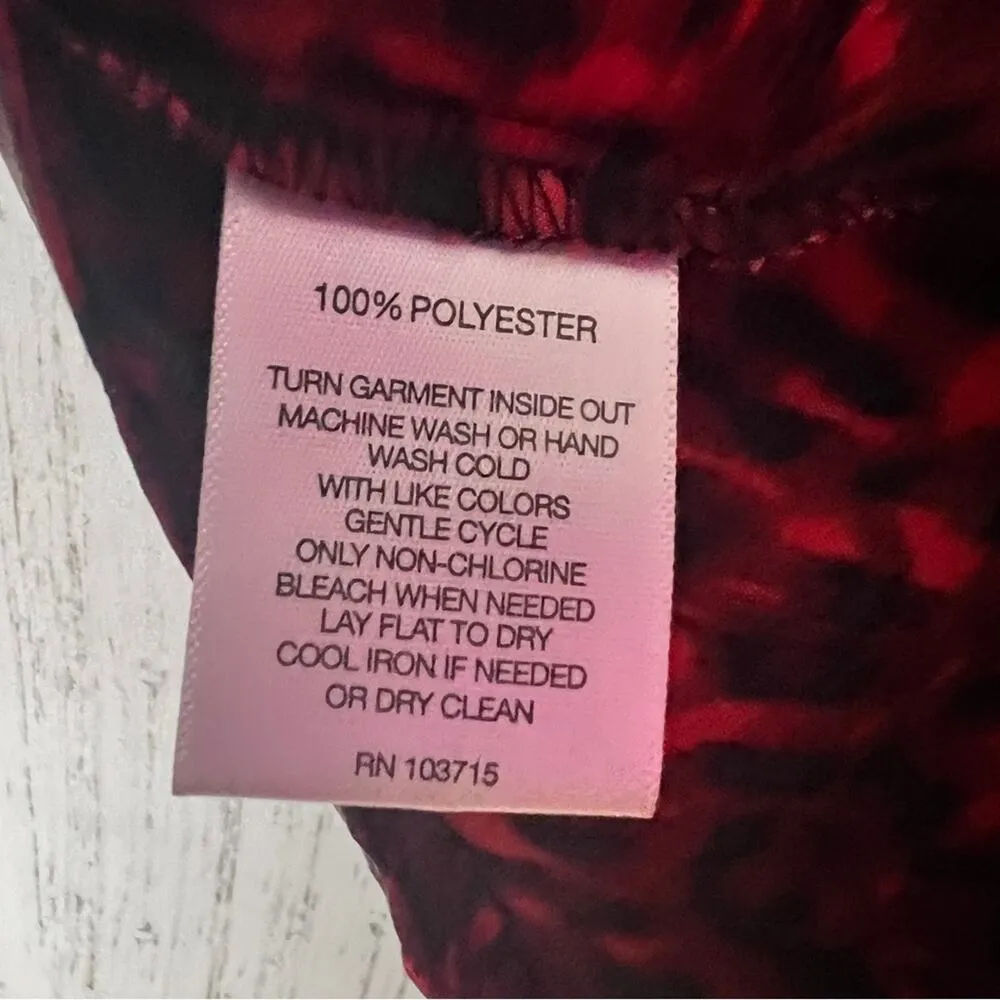 100% POLYESTER
TURN GARMENT INSIDE OUT
MACHINE WASH OR HAND
WASH COLD
WITH LIKE COLORS
GENTLE CYCLE
ONLY NON-CHLORINE
BLEACH WHEN NEEDED
LAY FLAT TO DRY
COOL IRON IF NEEDED
OR DRY CLEAN
RN 103715